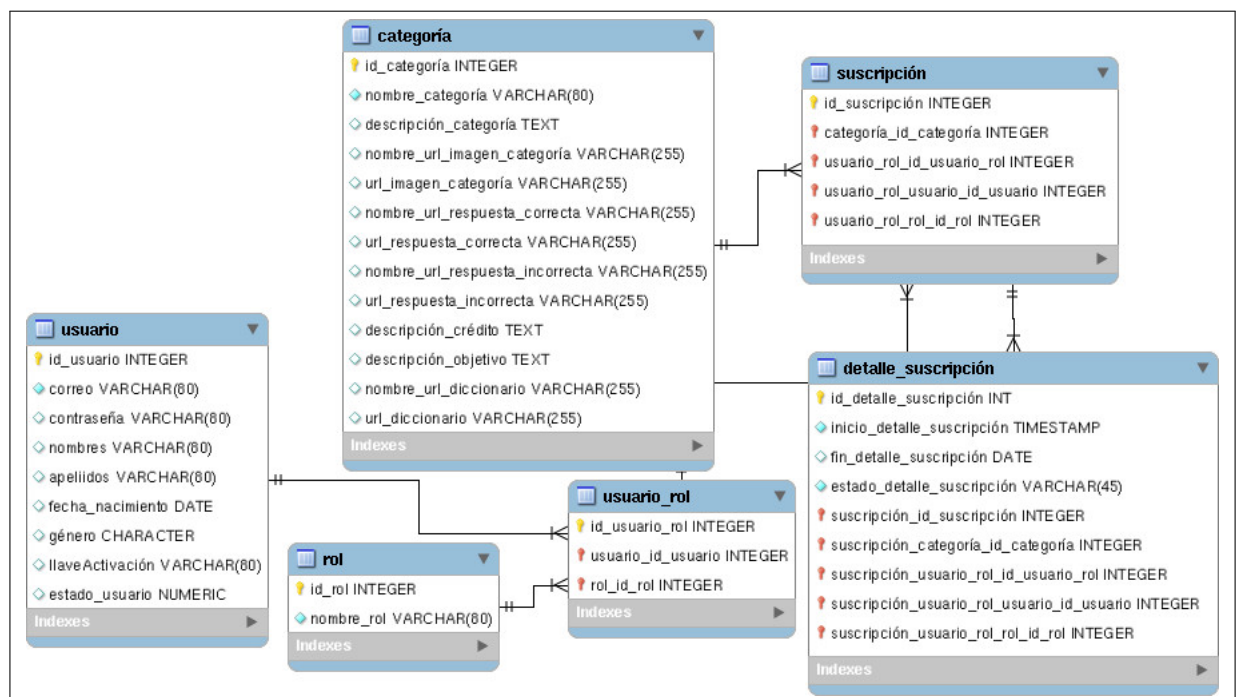 categoría
id_categoría INTEGER
nombre_categoría VARCHAR(80)
descripción_categoría TEXT
nombre_url_imagen_categoría VARCHAR(255)
url_imagen_categoría VARCHAR(255)
nombre_url_respuesta_correcta VARCHAR(255)
url_respuesta_correcta VARCHAR(255)
nombre_url_respuesta_incorrecta VARCHAR(255)
url_respuesta_incorrecta VARCHAR(255)
descripción_crédito TEXT
descripción_objetivo TEXT
nombre_url_diccionario VARCHAR(255)
url_diccionario VARCHAR(255)
Indexes
suscripción
id_suscripción INTEGER
categoría_id_categoría INTEGER
usuario_rol_id_usuario_rol INTEGER
usuario_rol_usuario_id_usuario INTEGER
usuario_rol_rol_id_rol INTEGER
Indexes
usuario
id_usuario INTEGER
correo VARCHAR(80)
contraseña VARCHAR(80)
nombres VARCHAR(80)
apeliidos VARCHAR(80)
fecha_nacimiento DATE
género CHARACTER
llaveActivación VARCHAR(80)
estado_usuario NUMERIC
Indexes
rol
id_rol INTEGER
nombre_rol VARCHAR(80)
Indexes
usuario_rol
id_usuario_rol INTEGER
usuario_id_usuario INTEGER
rol_id_rol INTEGER
Indexes
detalle_suscripción
id_detalle_suscripción INT
inicio_detalle_suscripción TIMESTAMP
fin_detalle_suscripción DATE
estado_detalle_suscripción VARCHAR(45)
suscripción_id_suscripción INTEGER
suscripción_categoría_id_categoría INTEGER
suscripción_usuario_rol_id_usuario_rol INTEGER
suscripción_usuario_rol_usuario_id_usuario INTEGER
suscripción_usuario_rol_rol_id_rol INTEGER
Indexes